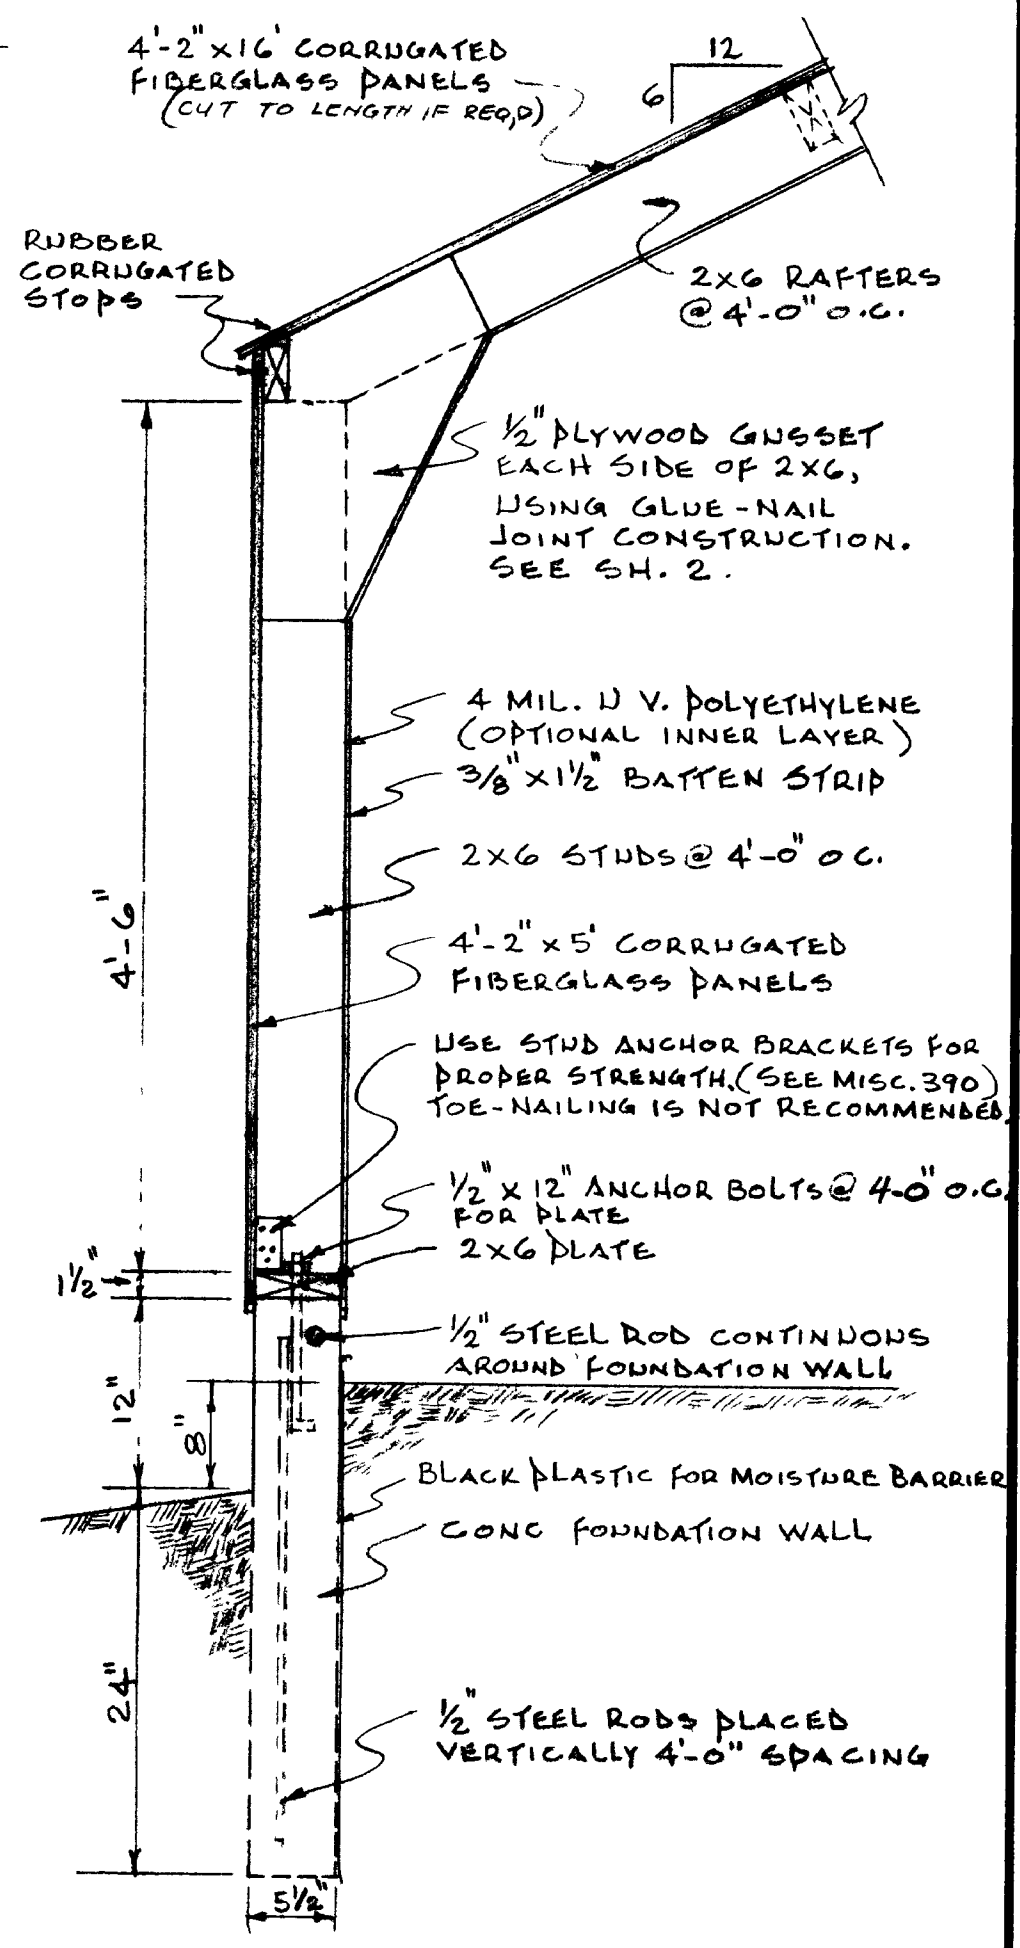 4'-2" x 16' CORRUGATED
FIBERGLASS PANELS
(CUT TO LENGTH IF REQ,D)
12
6
RUBBER
CORRUGATED
STOPS
2x6 RAFTERS
@ 4'-0" O.C.
1/2" PLYWOOD GUSSET
EACH SIDE OF 2x6,
USING GLUE-NAIL
JOINT CONSTRUCTION.
SEE SH. 2.
4 MIL. U V. POLYETHYLENE
(OPTIONAL INNER LAYER)
3/8" x 1 1/2" BATTEN STRIP
2x6 STUDS @ 4'-0" O C.
4'-6"
4'-2" x 5' CORRUGATED
FIBERGLASS PANELS
USE STUD ANCHOR BRACKETS FOR
PROPER STRENGTH. (SEE MISC. 390)
TOE-NAILING IS NOT RECOMMENDED.
1/2" x 12" ANCHOR BOLTS @ 4-0" O.C.
FOR PLATE
2x6 PLATE
1 1/2"
1/2" STEEL ROD CONTINUOUS
AROUND FOUNDATION WALL
12"
8"
BLACK PLASTIC FOR MOISTURE BARRIER
CONC FOUNDATION WALL
24"
1/2" STEEL RODS PLACED
VERTICALLY 4'-0" SPACING
5 1/2"